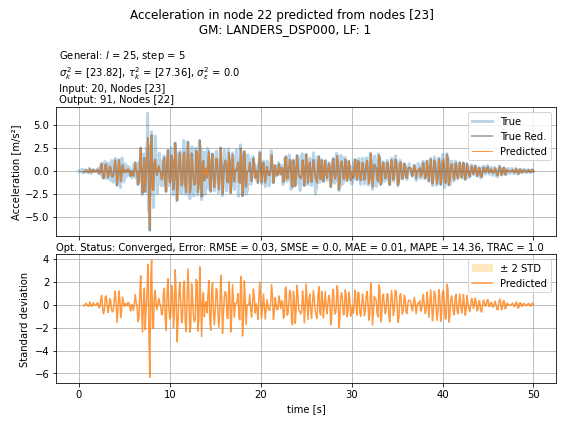 Acceleration in node 22 predicted from nodes [23]
GM: LANDERS_DSP000, LF: 1
General: l = 25, step = 5
σ²ₖ = [23.82], τ²ₖ = [27.36], σ²ε = 0.0
Input: 20, Nodes [23]
Output: 91, Nodes [22]
Acceleration [m/s²]
5.0
2.5
0.0
−2.5
−5.0
True
True Red.
Predicted
Opt. Status: Converged, Error: RMSE = 0.03, SMSE = 0.0, MAE = 0.01, MAPE = 14.36, TRAC = 1.0
Standard deviation
4
2
0
−2
−4
−6
± 2 STD
Predicted
0
10
20
30
40
50
time [s]